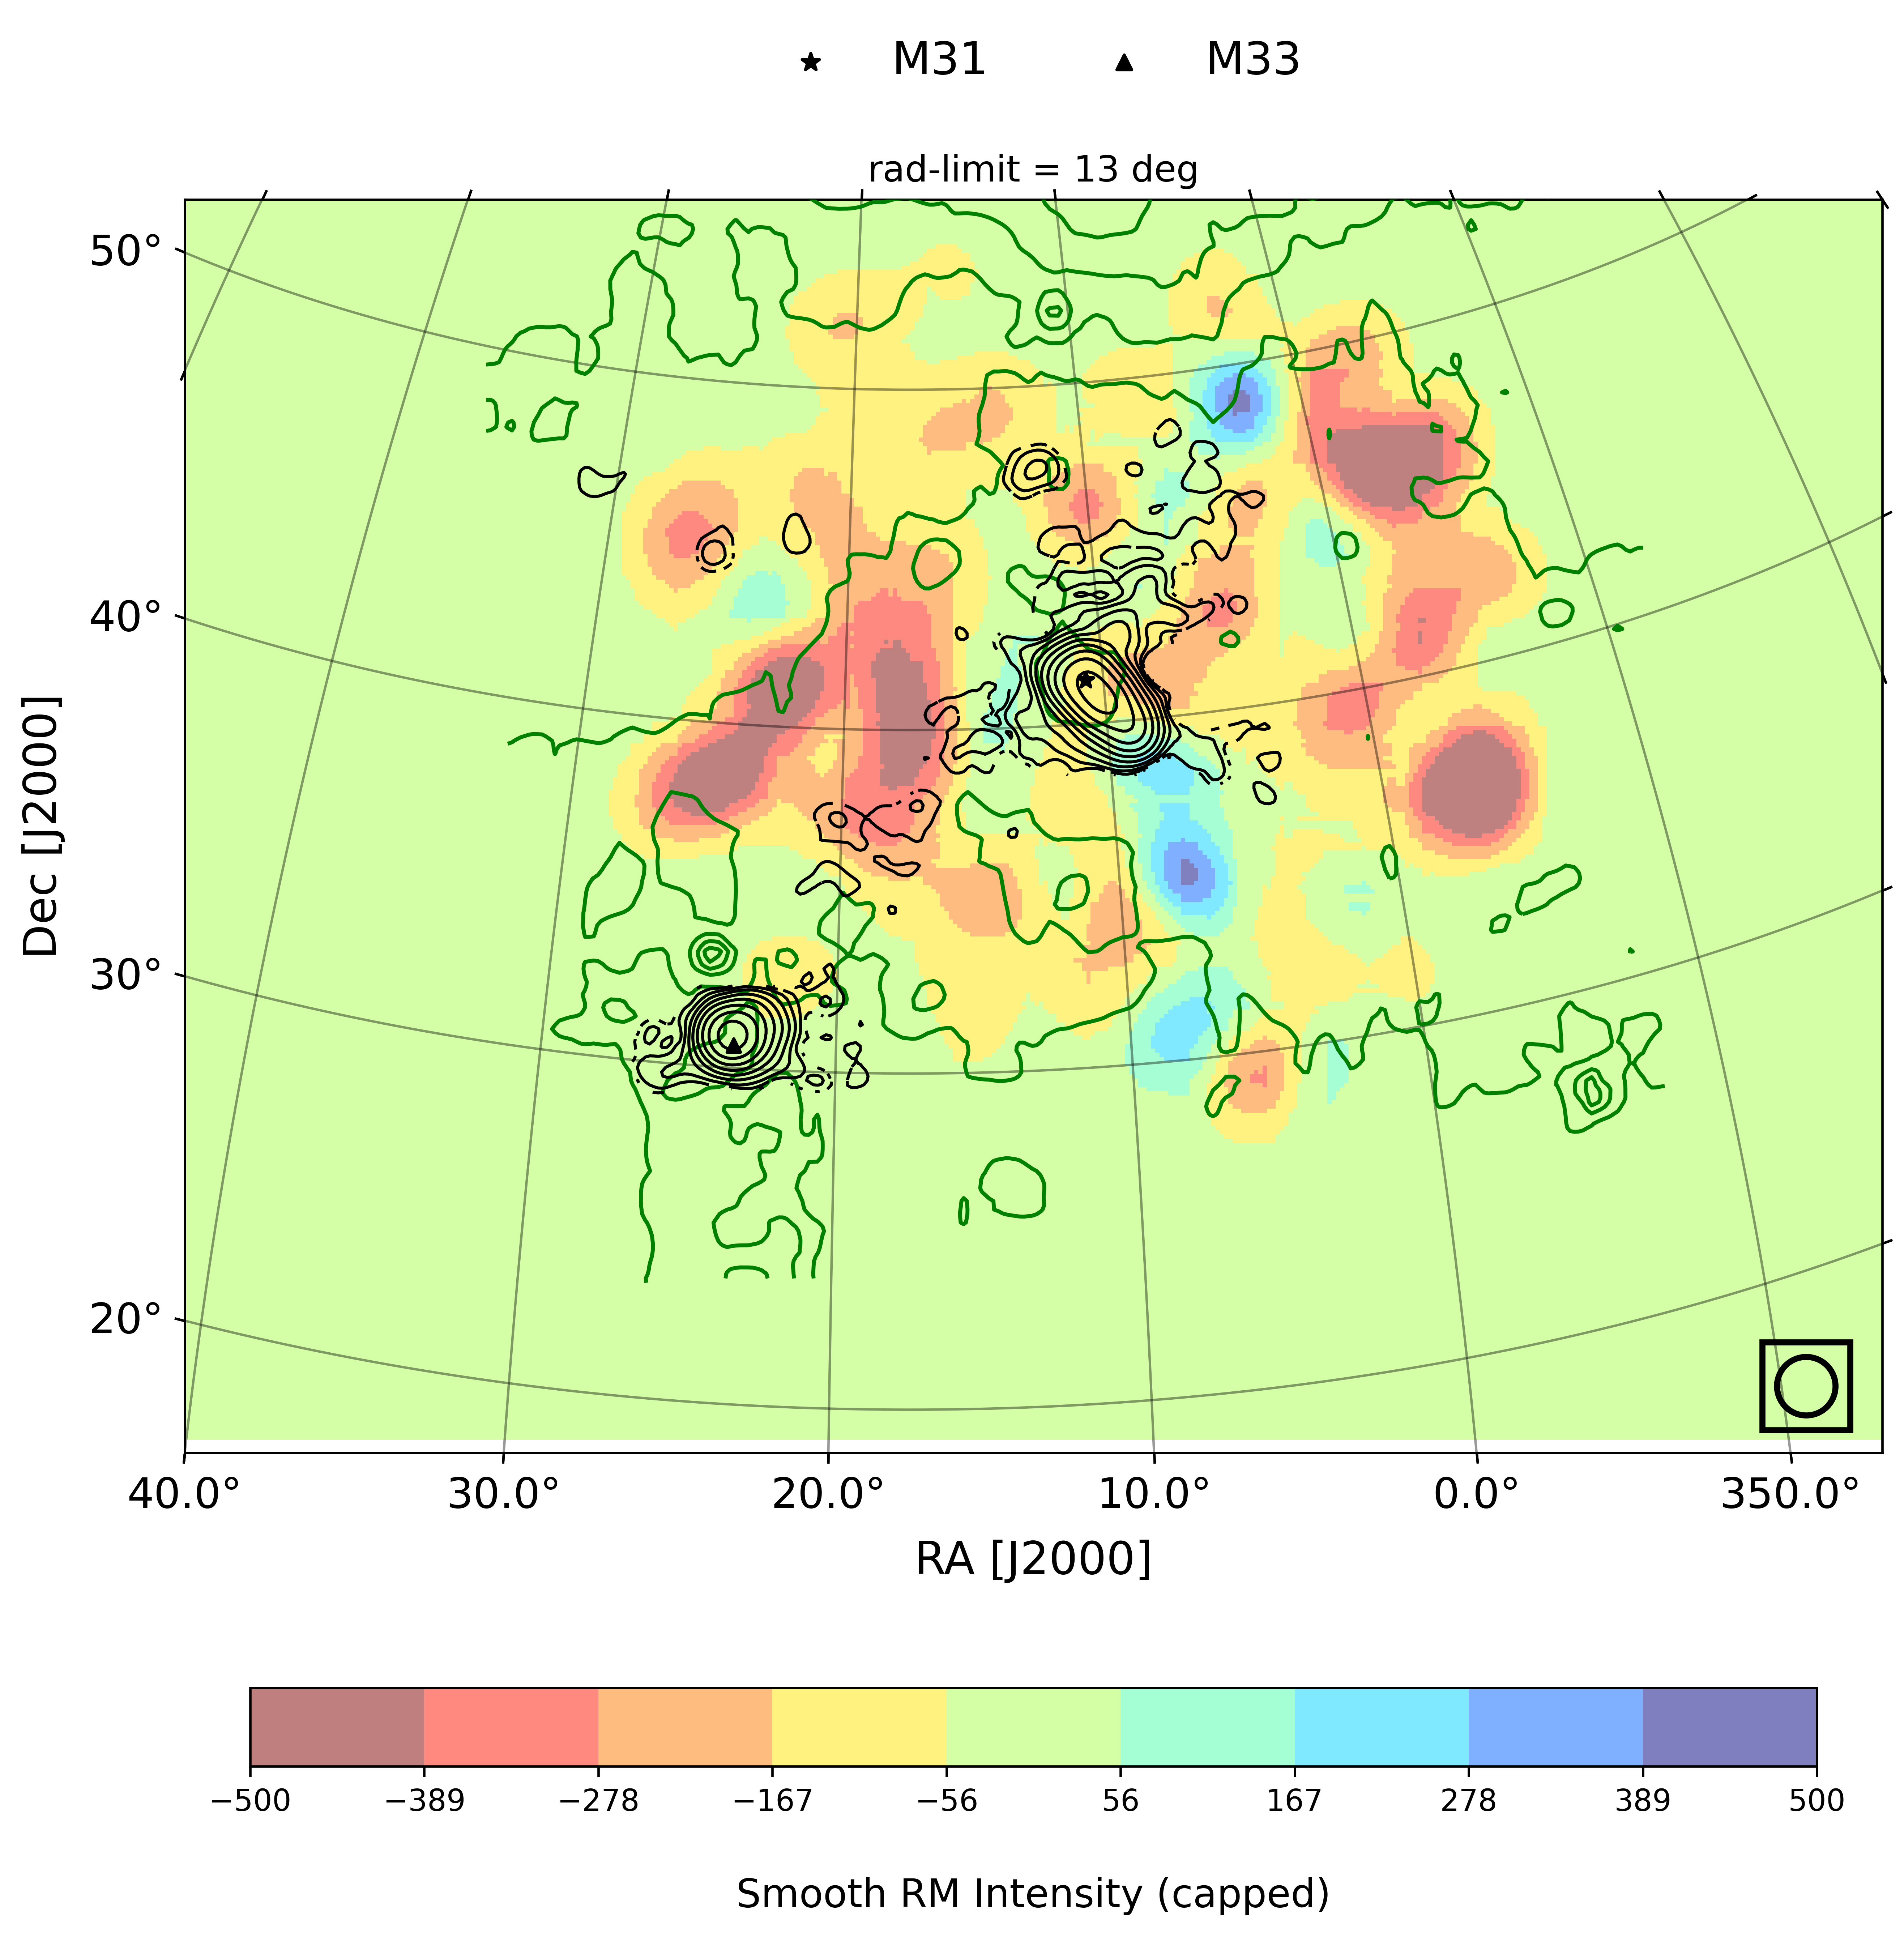 M31 M33
rad-limit = 13 deg
50°
40°
30°
20°
Dec [J2000]
40.0° 30.0° 20.0° 10.0° 0.0° 350.0°
RA [J2000]
−500 −389 −278 −167 −56 56 167 278 389 500
Smooth RM Intensity (capped)